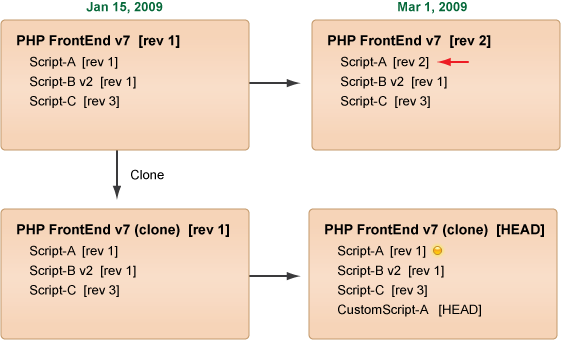 Jan 15, 2009
Mar 1, 2009
PHP FrontEnd v7 [rev 1]
Script-A [rev 1]
Script-B v2 [rev 1]
Script-C [rev 3]
PHP FrontEnd v7 [rev 2]
Script-A [rev 2]
Script-B v2 [rev 1]
Script-C [rev 3]
Clone
PHP FrontEnd v7 (clone) [rev 1]
Script-A [rev 1]
Script-B v2 [rev 1]
Script-C [rev 3]
PHP FrontEnd v7 (clone) [HEAD]
Script-A [rev 1]
Script-B v2 [rev 1]
Script-C [rev 3]
CustomScript-A [HEAD]